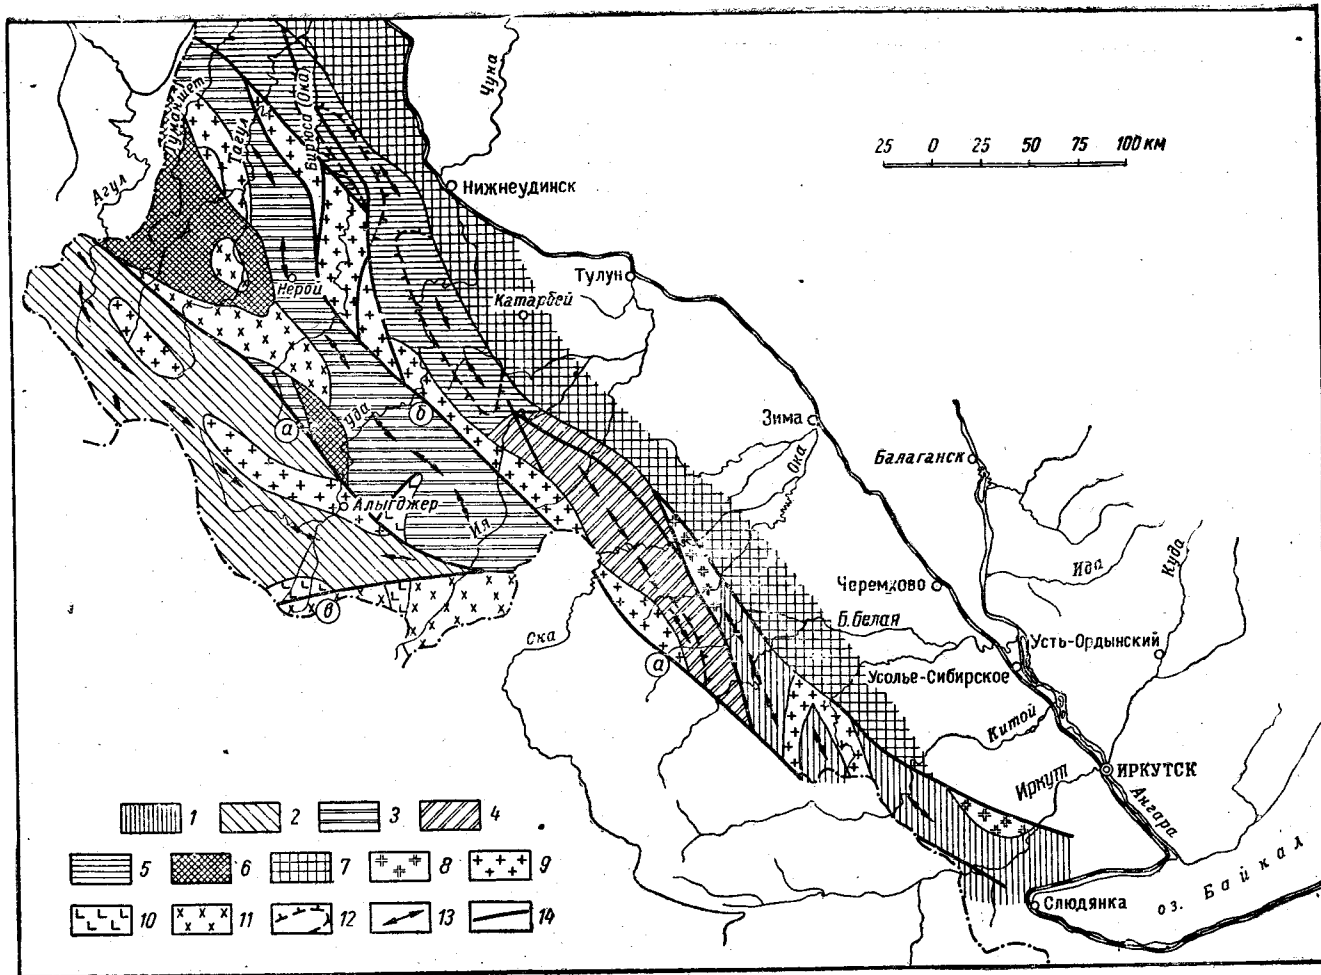 Чуна
Туманшет
Тагул
Бирюса (Ока)
Агул
25 0 25 50 75 100 км
Нижнеудинск
Тулун
Нерой
Катарбей
Зима
Ока
Балаганск
Уда
а
б
Алыгджер
Ия
Ида
Куда
Черемхово
Б. Белая
в
Ока
а
Усть-Ордынский
Усолье-Сибирское
Китой
Иркут
ИРКУТСК
Ангара
оз. Байкал
Слюдянка
1 2 3 4
5 6 7 8 9
10 11 12 13 14